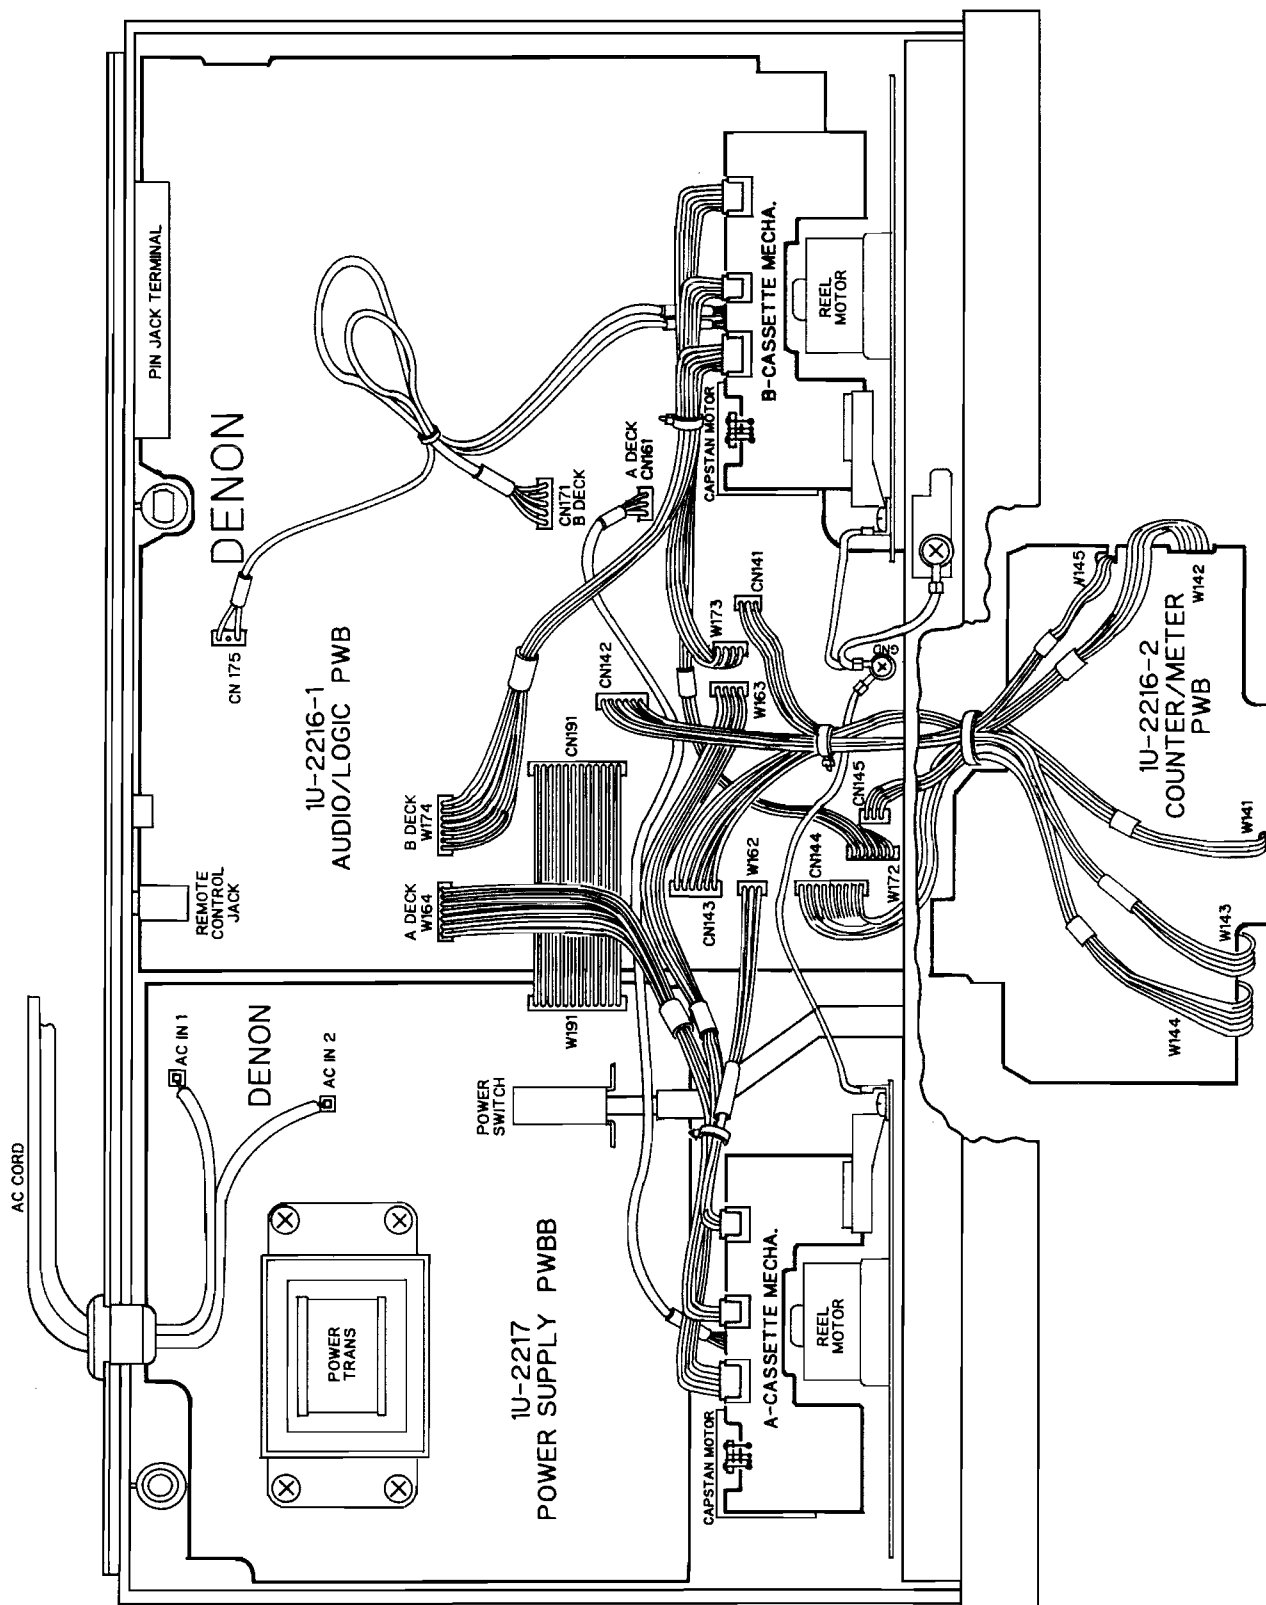 AC CORD
AC IN 1
DENON
AC IN 2
POWER
TRANS
1U-2217
POWER SUPPLY PWBB
POWER
SWITCH
CAPSTAN MOTOR
A-CASSETTE MECHA.
REEL
MOTOR
REMOTE
CONTROL
JACK
PIN JACK TERMINAL
DENON
CN 175
1U-2216-1
AUDIO/LOGIC PWB
A DECK
W164
B DECK
W174
W191
CN191
CN171
B DECK
A DECK
CN161
CN142
CN143
W163
W173
W162
CN141
CN144
CN145
W172
CAPSTAN MOTOR
B-CASSETTE MECHA.
REEL
MOTOR
W145
W142
1U-2216-2
COUNTER/METER
PWB
W144
W143
W141